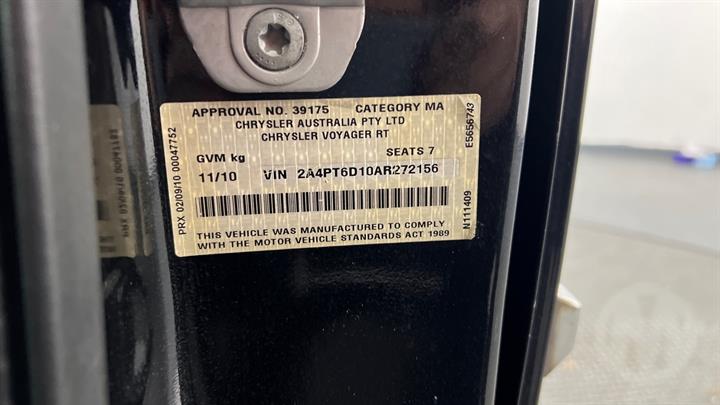 APPROVAL NO. 39175 CATEGORY MA
CHRYSLER AUSTRALIA PTY LTD
CHRYSLER VOYAGER RT
GVM kg SEATS 7
11/10 VIN 2A4PT6D10AR272156
THIS VEHICLE WAS MANUFACTURED TO COMPLY
WITH THE MOTOR VEHICLE STANDARDS ACT 1989
PRX 02/09/10 00047752
N111409 E5656743